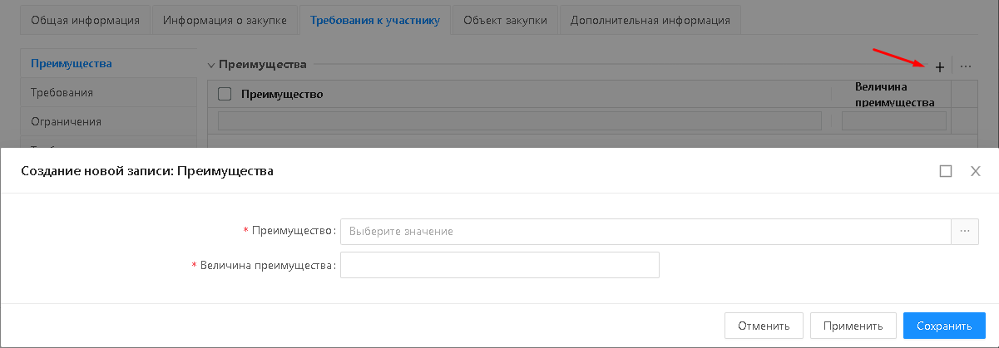 Общая информация Информация о закупке Требования к участнику Объект закупки Дополнительная информация
Преимущества
Требования
Ограничения
Преимущества
Преимущество
Величина
преимущества
Создание новой записи: Преимущества
* Преимущество: Выберите значение ...
* Величина преимущества:
Отменить Применить Сохранить